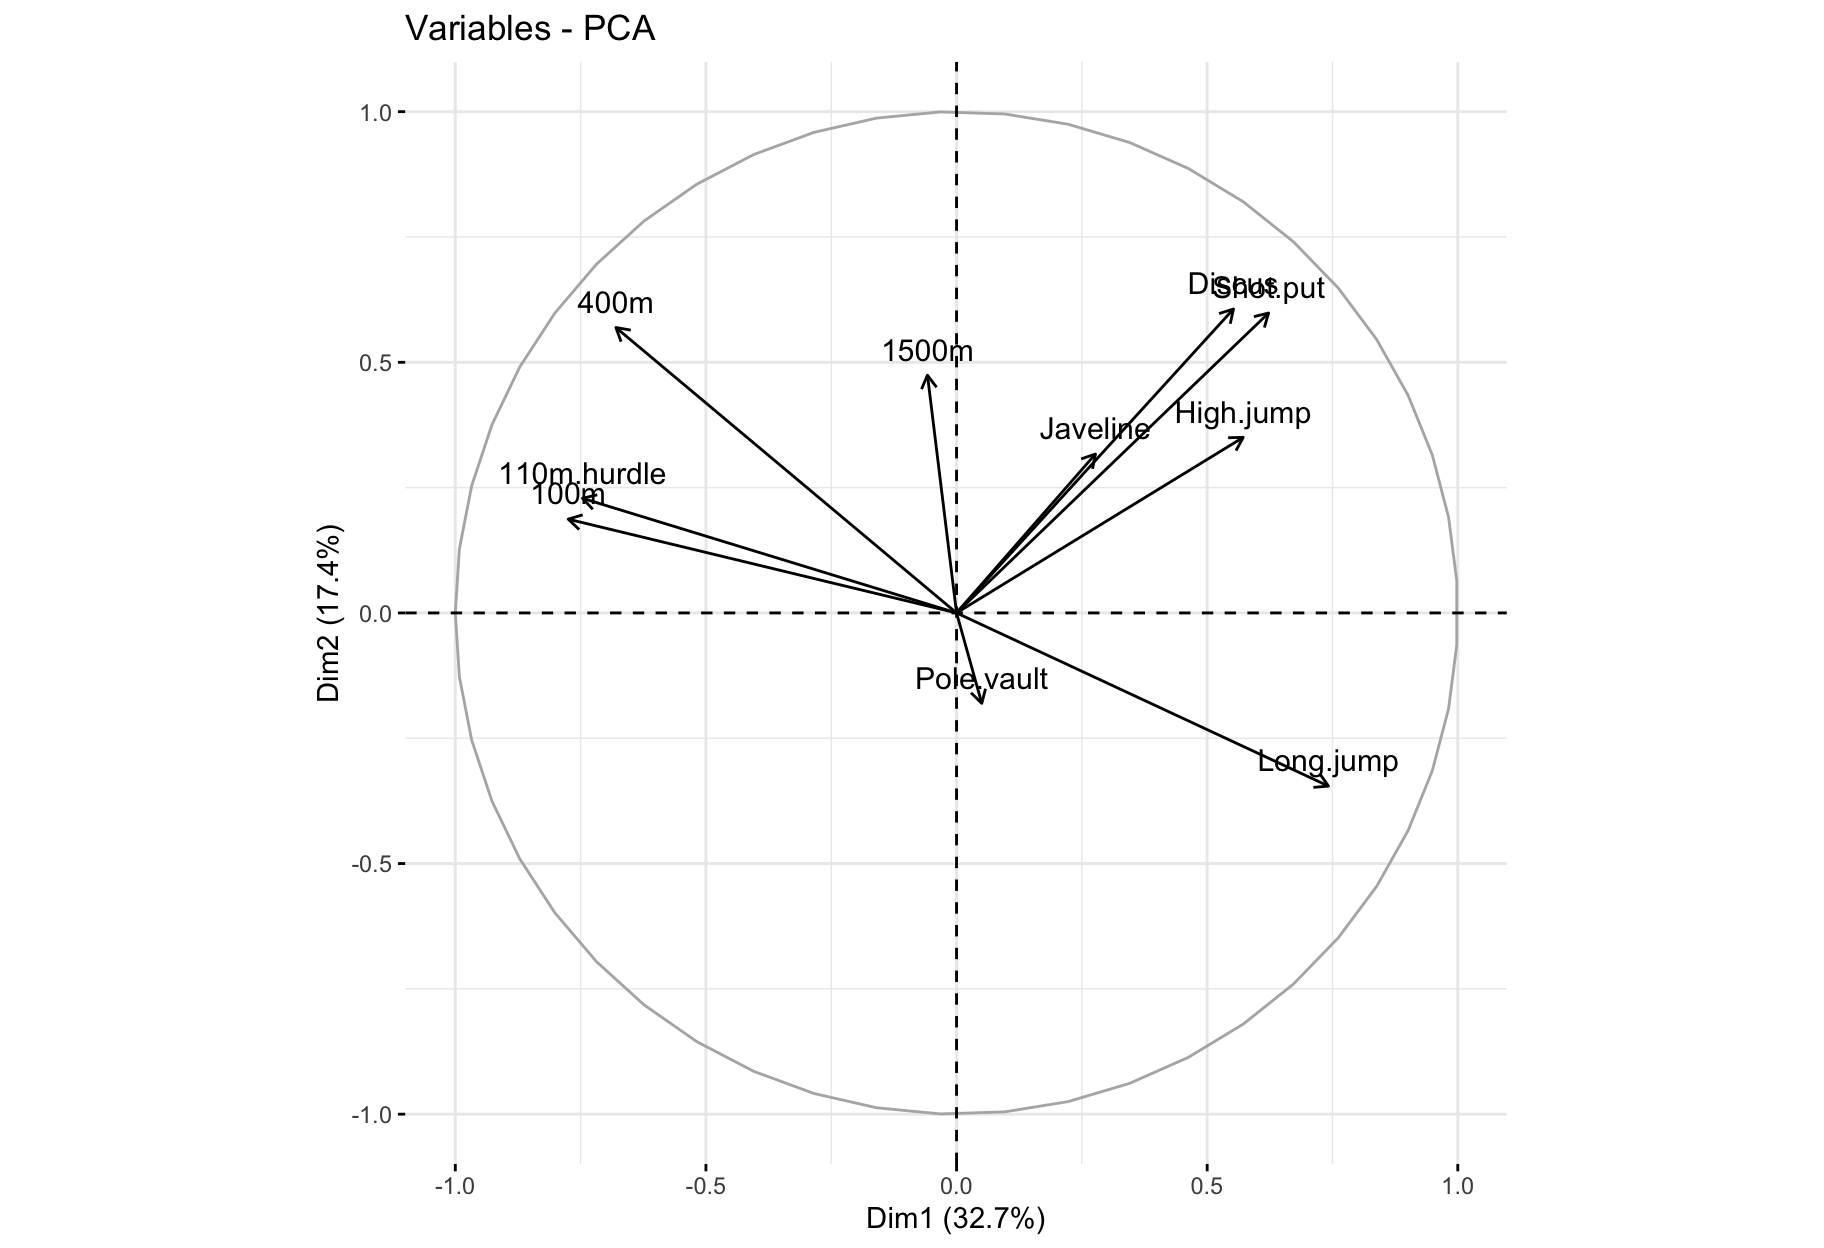 Variables - PCA
1.0
0.5
0.0
-0.5
-1.0
Dim2 (17.4%)
Discus
Shot.put
400m
1500m
High.jump
Javeline
110m.hurdle
100m
Pole.vault
Long.jump
-1.0
-0.5
0.0
0.5
1.0
Dim1 (32.7%)